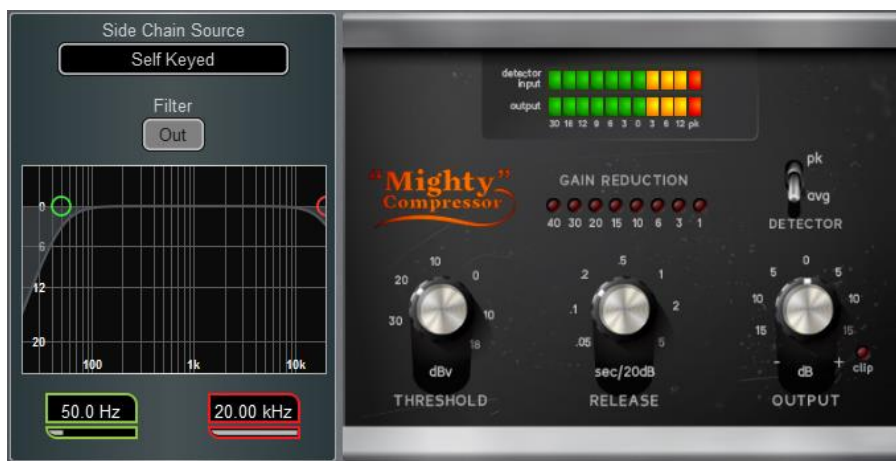 Side Chain Source
Self Keyed
Filter
Out
0
6
12
20
100 1k 10k
50.0 Hz 20.00 kHz
detector input
output
30 16 12 9 6 3 0 3 6 12 pk
"Mighty"
Compressor
GAIN REDUCTION
40 30 20 15 10 6 3 1
pk
avg
DETECTOR
30 20 10 0 10 18
dBv
THRESHOLD
.05 .1 .2 .5 1 2 5
sec/20dB
RELEASE
15 10 5 0 5 10 15
- +
dB
OUTPUT
clip